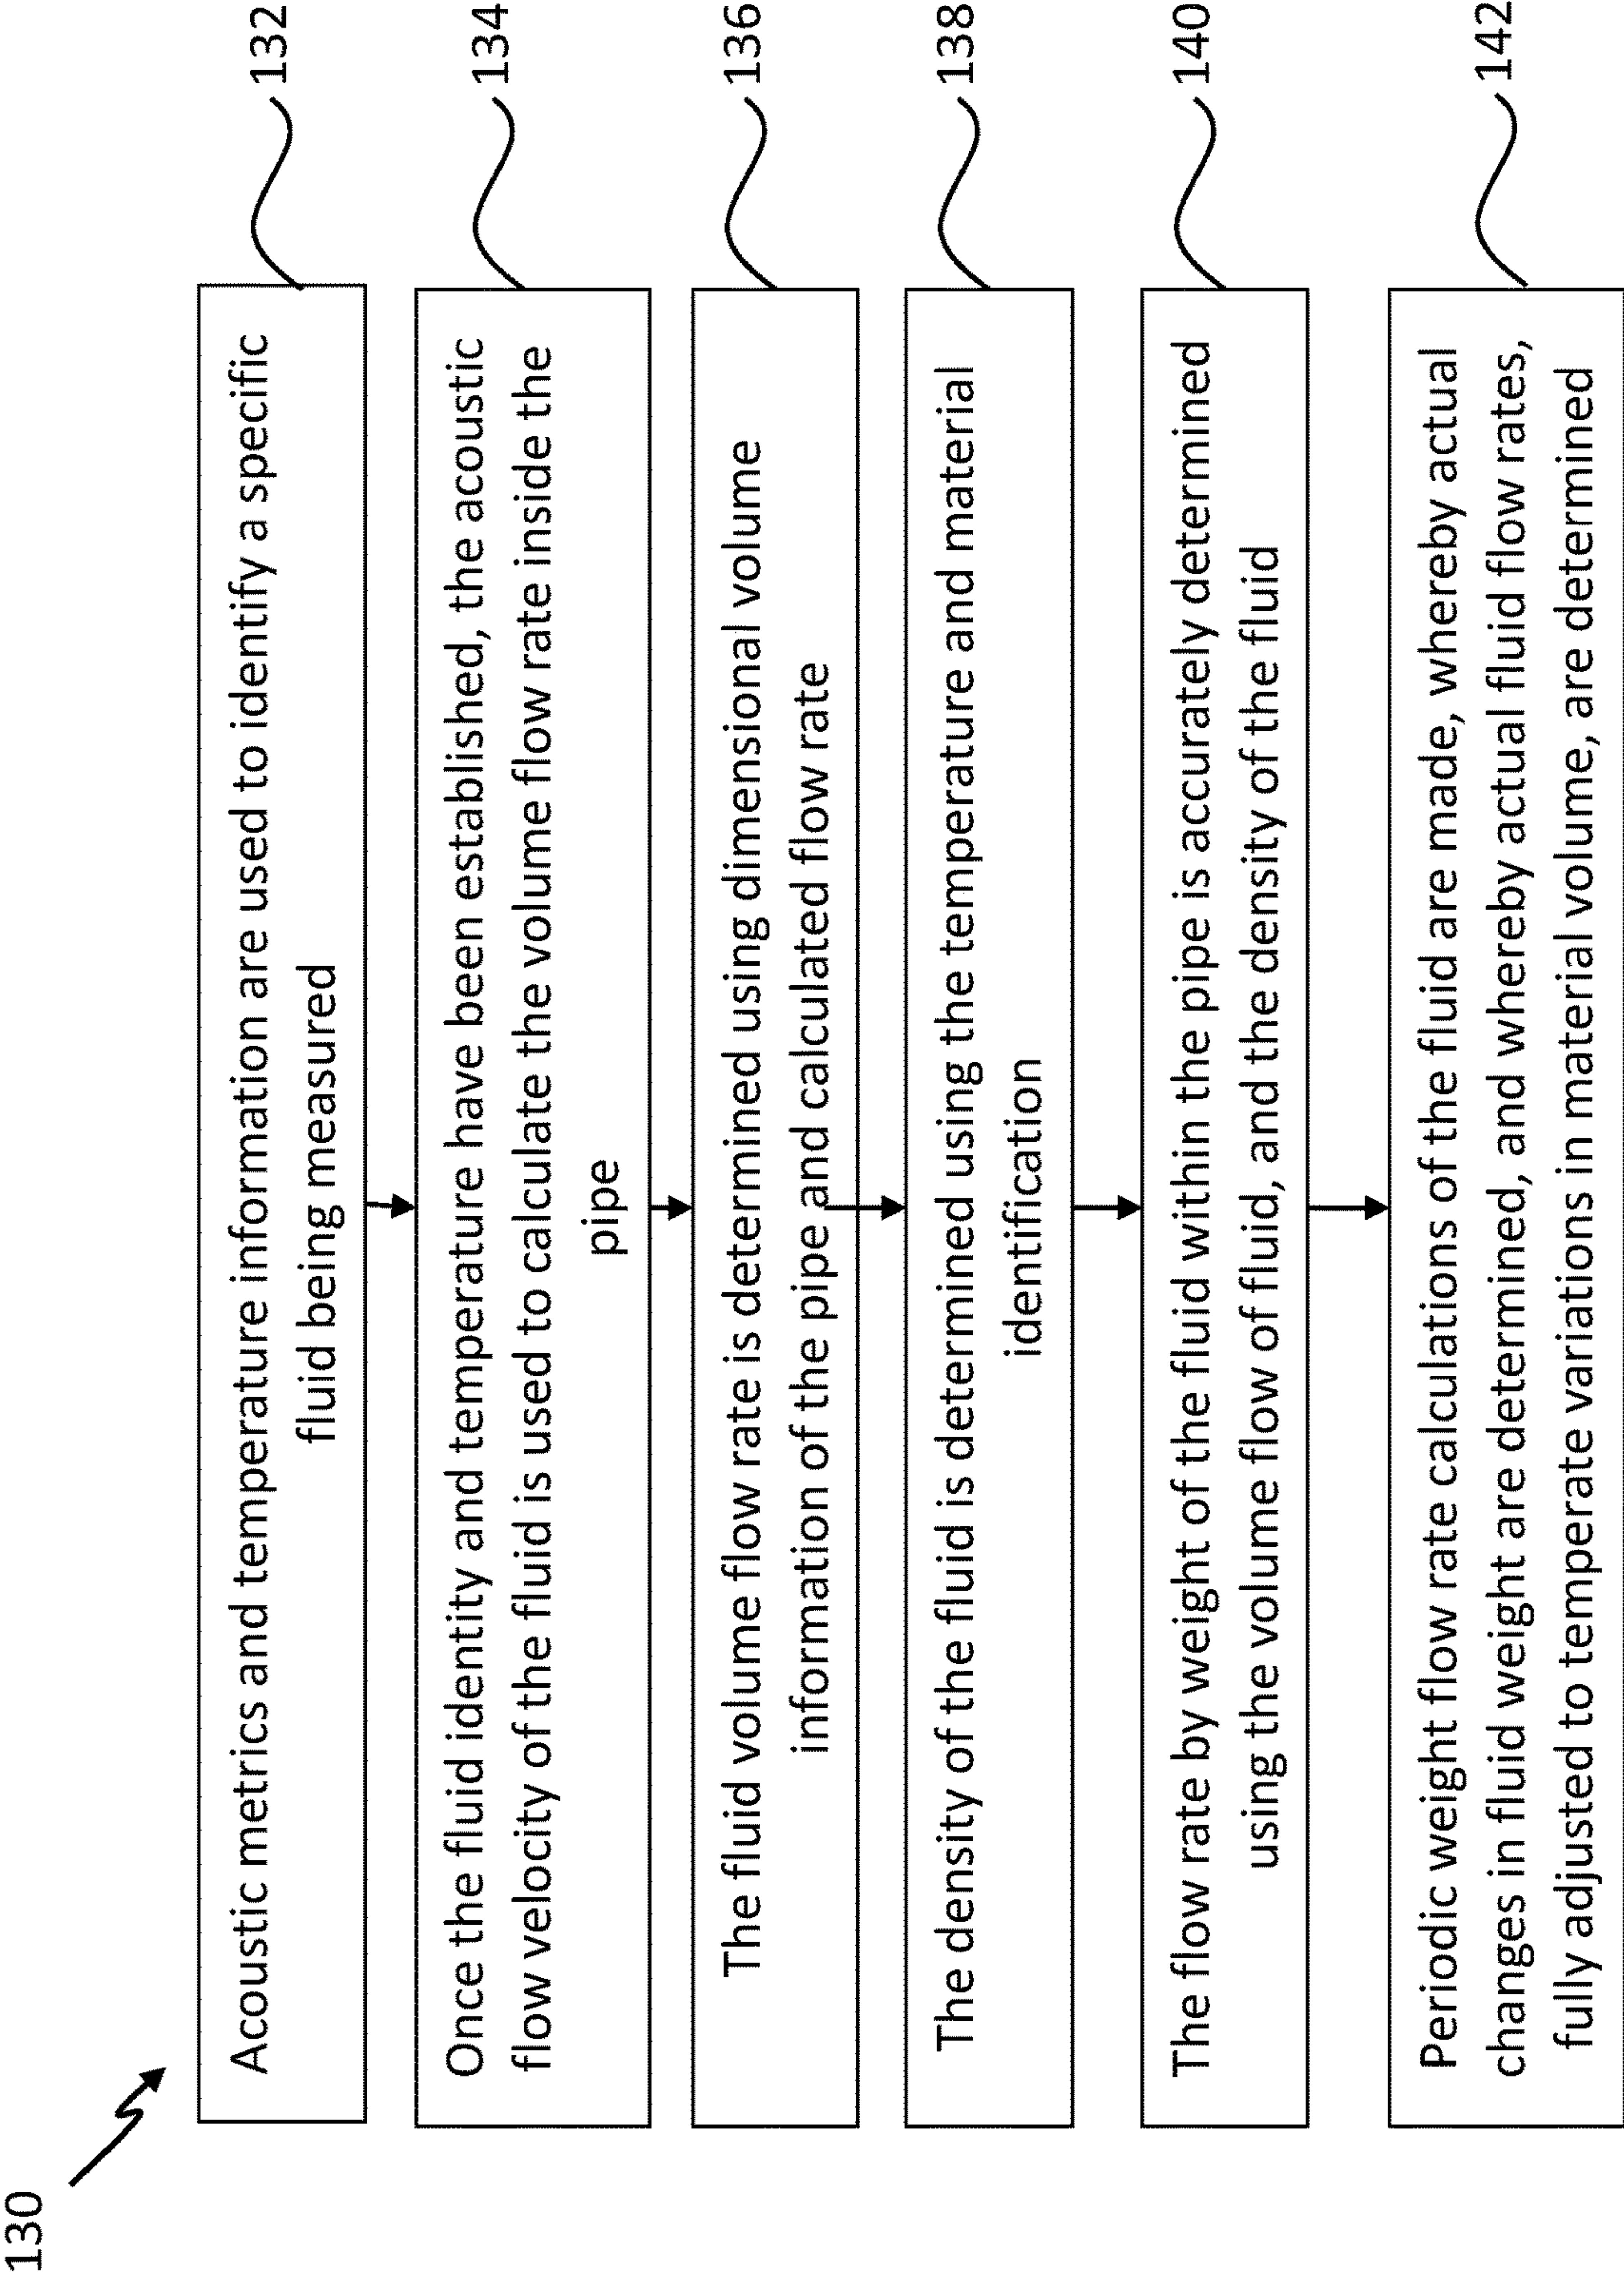 130
Acoustic metrics and temperature information are used to identify a specific
fluid being measured
132
Once the fluid identity and temperature have been established, the acoustic
flow velocity of the fluid is used to calculate the volume flow rate inside the
pipe
134
The fluid volume flow rate is determined using dimensional volume
information of the pipe and calculated flow rate
136
The density of the fluid is determined using the temperature and material
identification
138
The flow rate by weight of the fluid within the pipe is accurately determined
using the volume flow of fluid, and the density of the fluid
140
Periodic weight flow rate calculations of the fluid are made, whereby actual
changes in fluid weight are determined, and whereby actual fluid flow rates,
fully adjusted to temperate variations in material volume, are determined
142